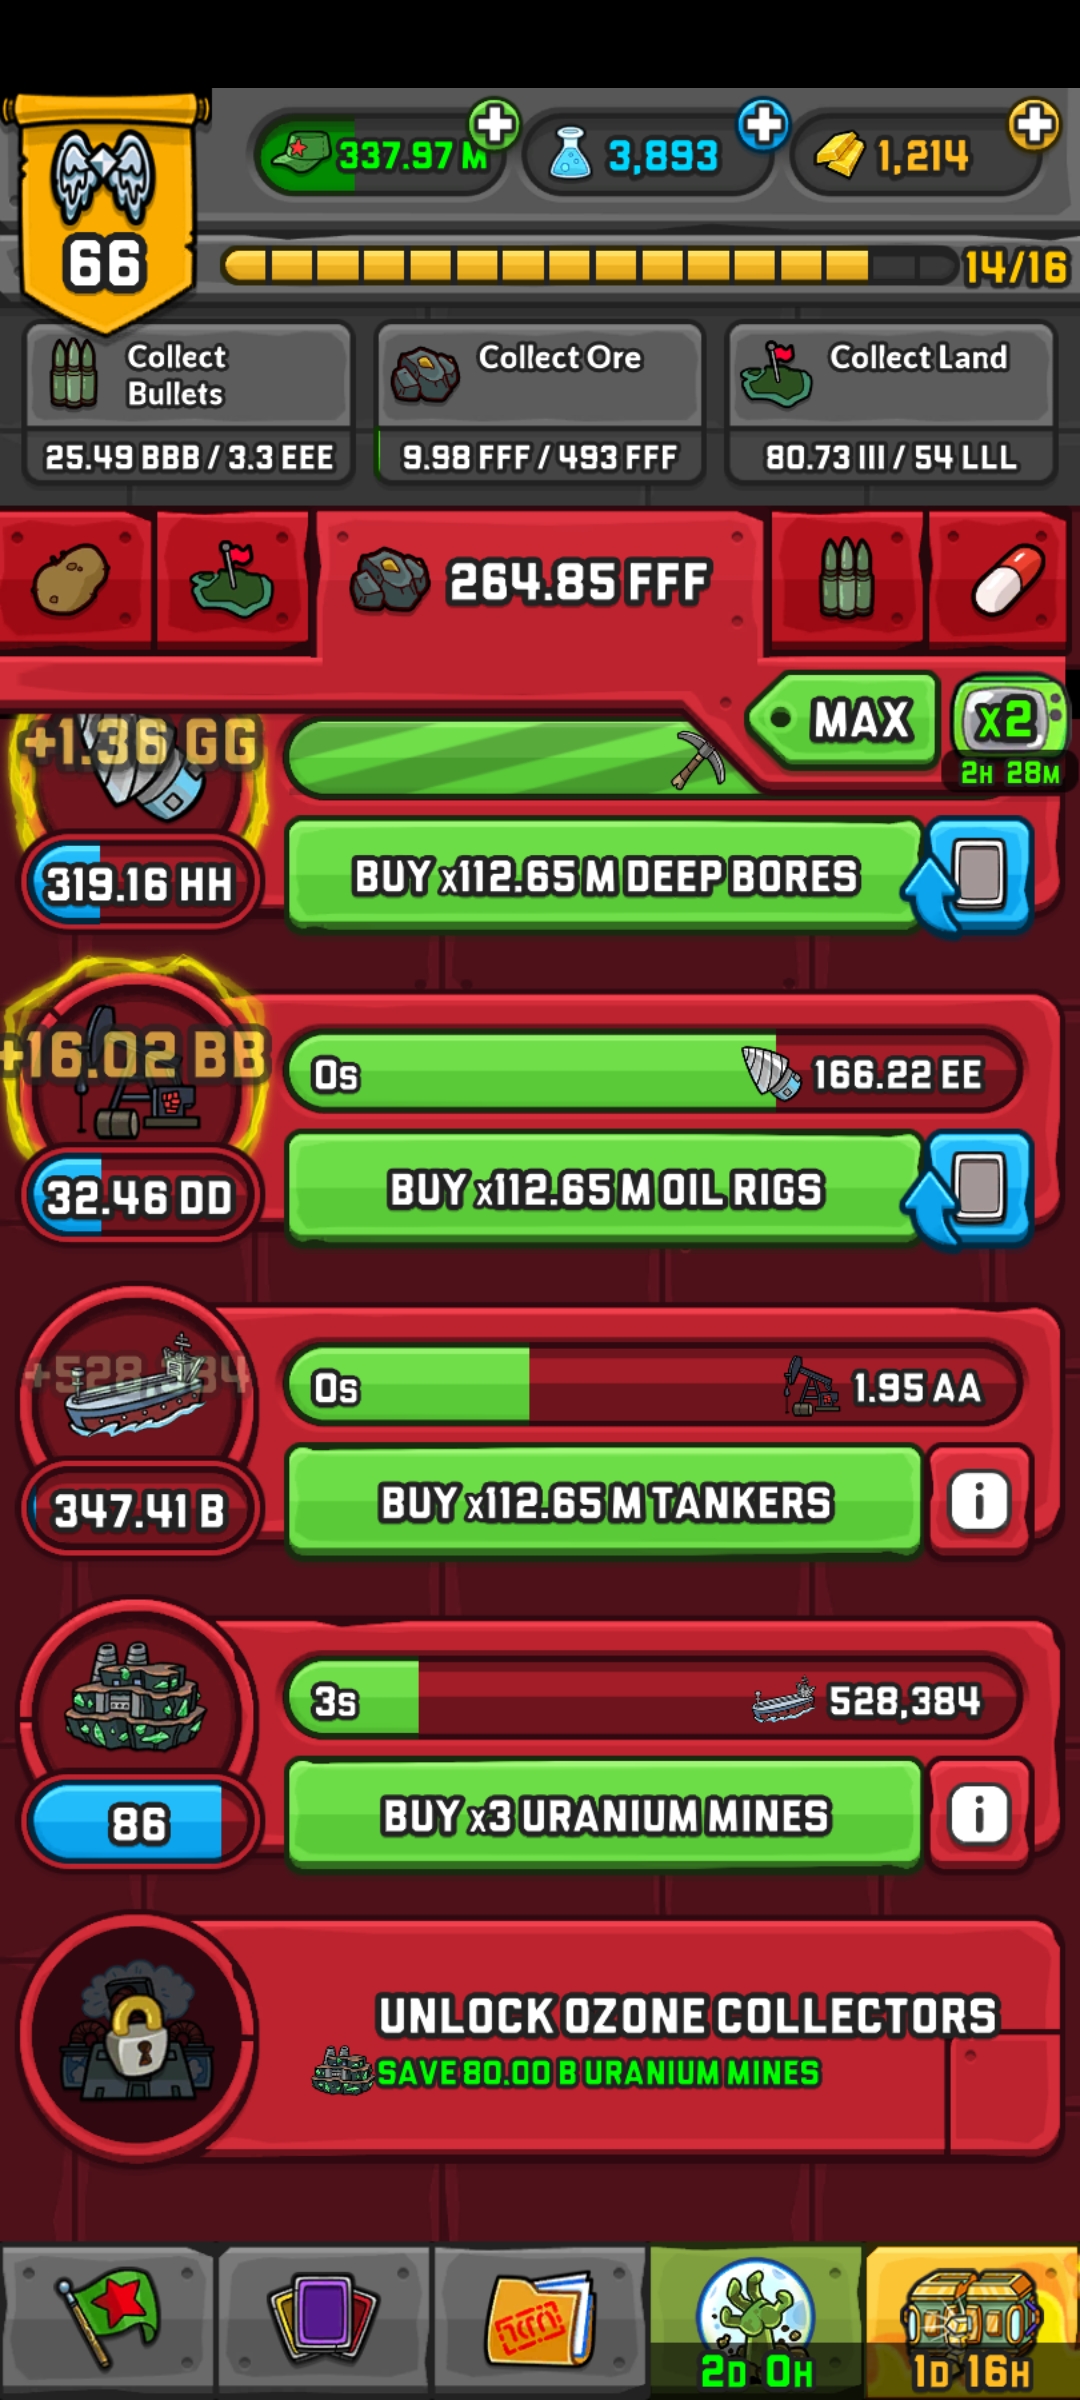 337.97 M
3,893
1,214
66
14/16
Collect
Bullets
25.49 BBB / 3.3 EEE
Collect Ore
9.98 FFF / 493 FFF
Collect Land
80.73 III / 54 LLL
264.85 FFF
MAX
x2
2H 28M
+1.36 GG
319.16 HH
BUY x112.65 M DEEP BORES
+16.02 BB
0s
166.22 EE
32.46 DD
BUY x112.65 M OIL RIGS
+528,384
0s
1.95 AA
347.41 B
BUY x112.65 M TANKERS
3s
528,384
86
BUY x3 URANIUM MINES
UNLOCK OZONE COLLECTORS
SAVE 80.00 B URANIUM MINES
2D 0H
1D 16H